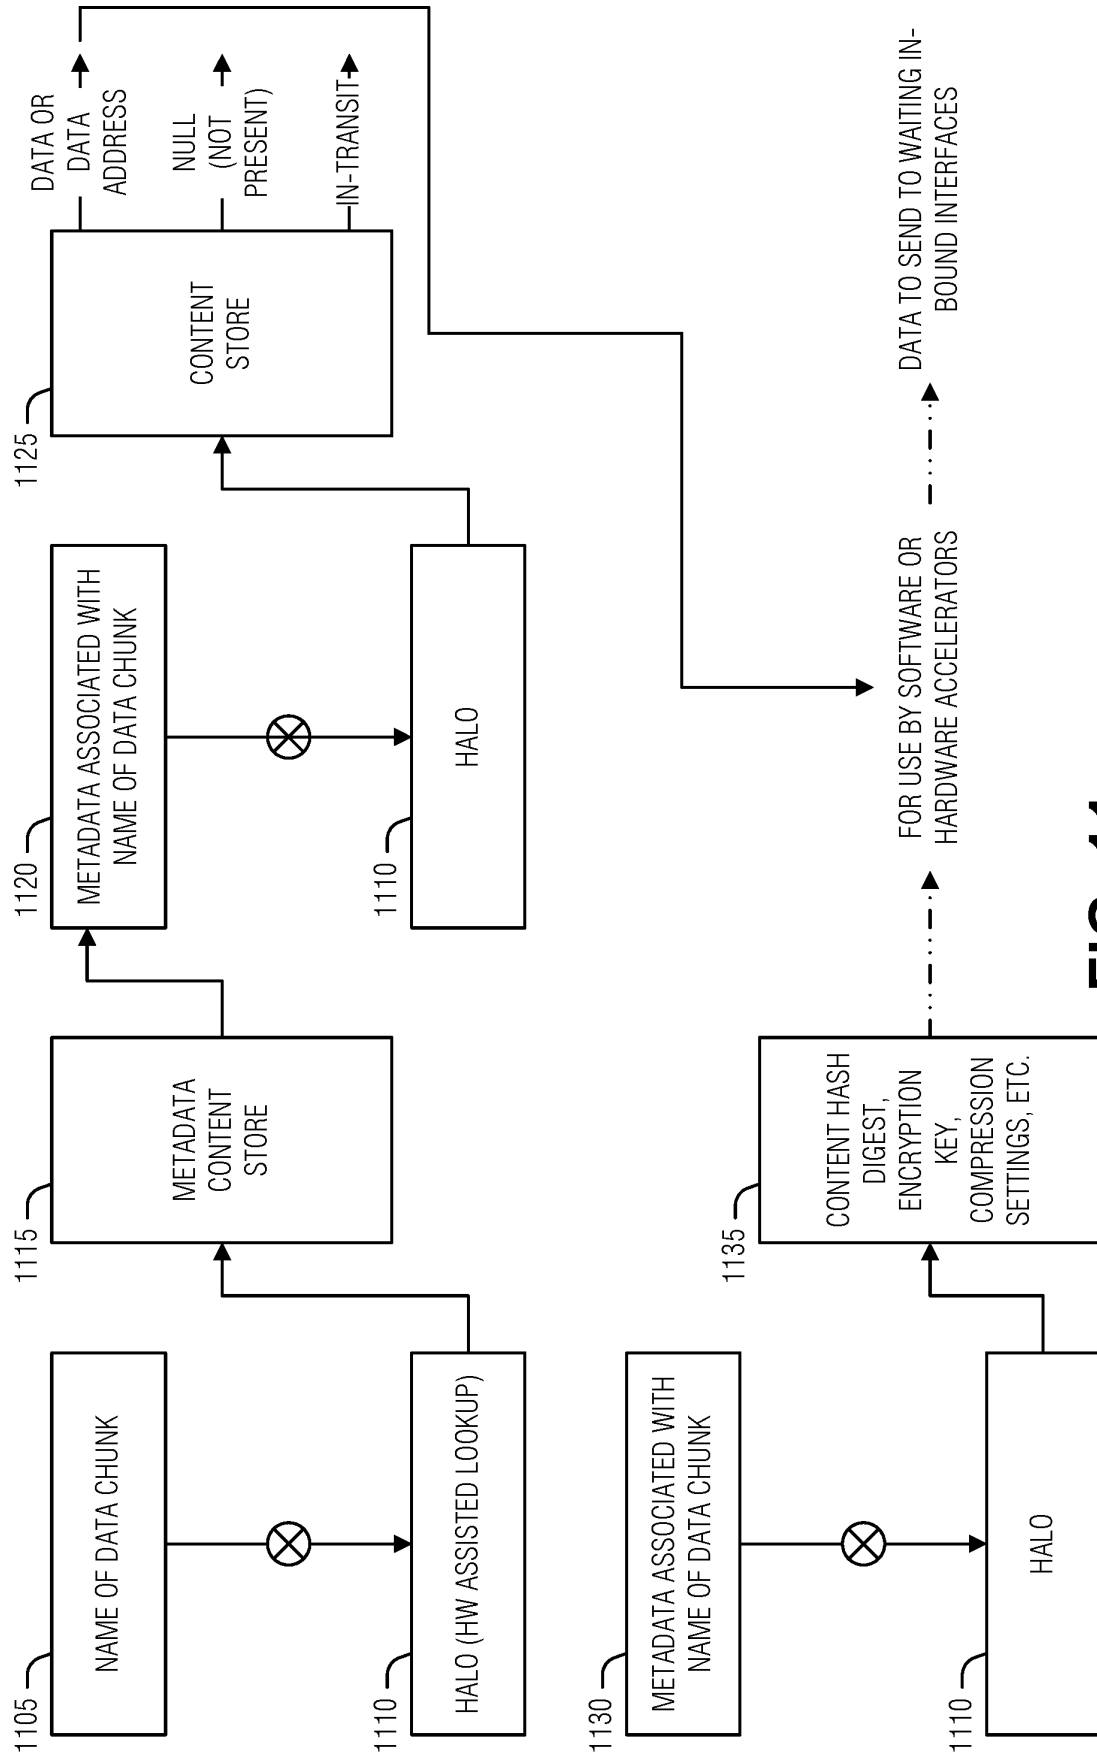 1105
NAME OF DATA CHUNK
1110
HALO (HW ASSISTED LOOKUP)
1115
METADATA
CONTENT
STORE
1120
METADATA ASSOCIATED WITH
NAME OF DATA CHUNK
1110
HALO
1125
CONTENT
STORE
DATA OR
DATA
ADDRESS
NULL
(NOT
PRESENT)
IN-TRANSIT
1130
METADATA ASSOCIATED WITH
NAME OF DATA CHUNK
1110
HALO
1135
CONTENT HASH
DIGEST,
ENCRYPTION
KEY,
COMPRESSION
SETTINGS, ETC.
FOR USE BY SOFTWARE OR
HARDWARE ACCELERATORS
DATA TO SEND TO WAITING IN-
BOUND INTERFACES